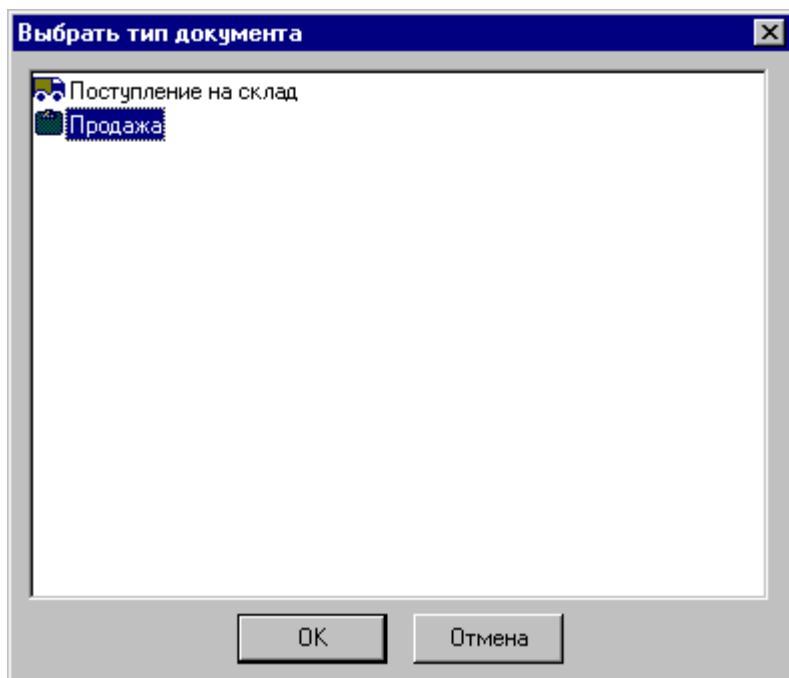 Выбрать тип документа
Поступление на склад
Продажа
OK
Отмена